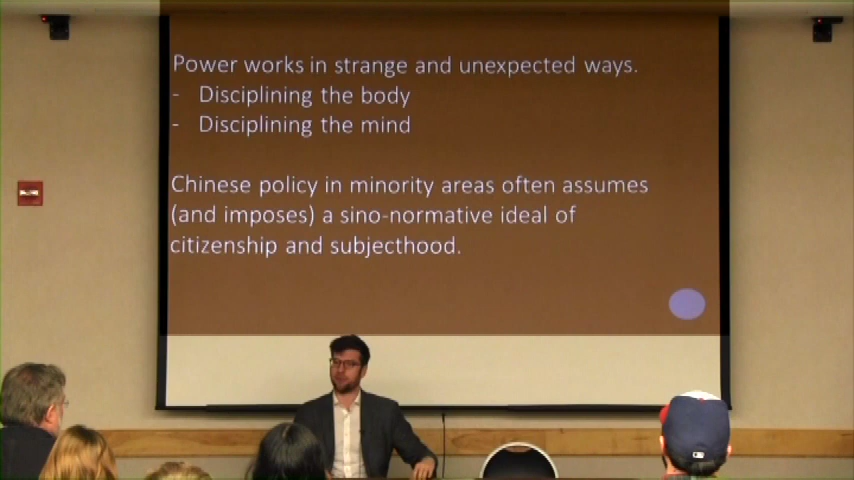 Power works in strange and unexpected ways.
- Disciplining the body
- Disciplining the mind
Chinese policy in minority areas often assumes
(and imposes) a sino-normative ideal of
citizenship and subjecthood.